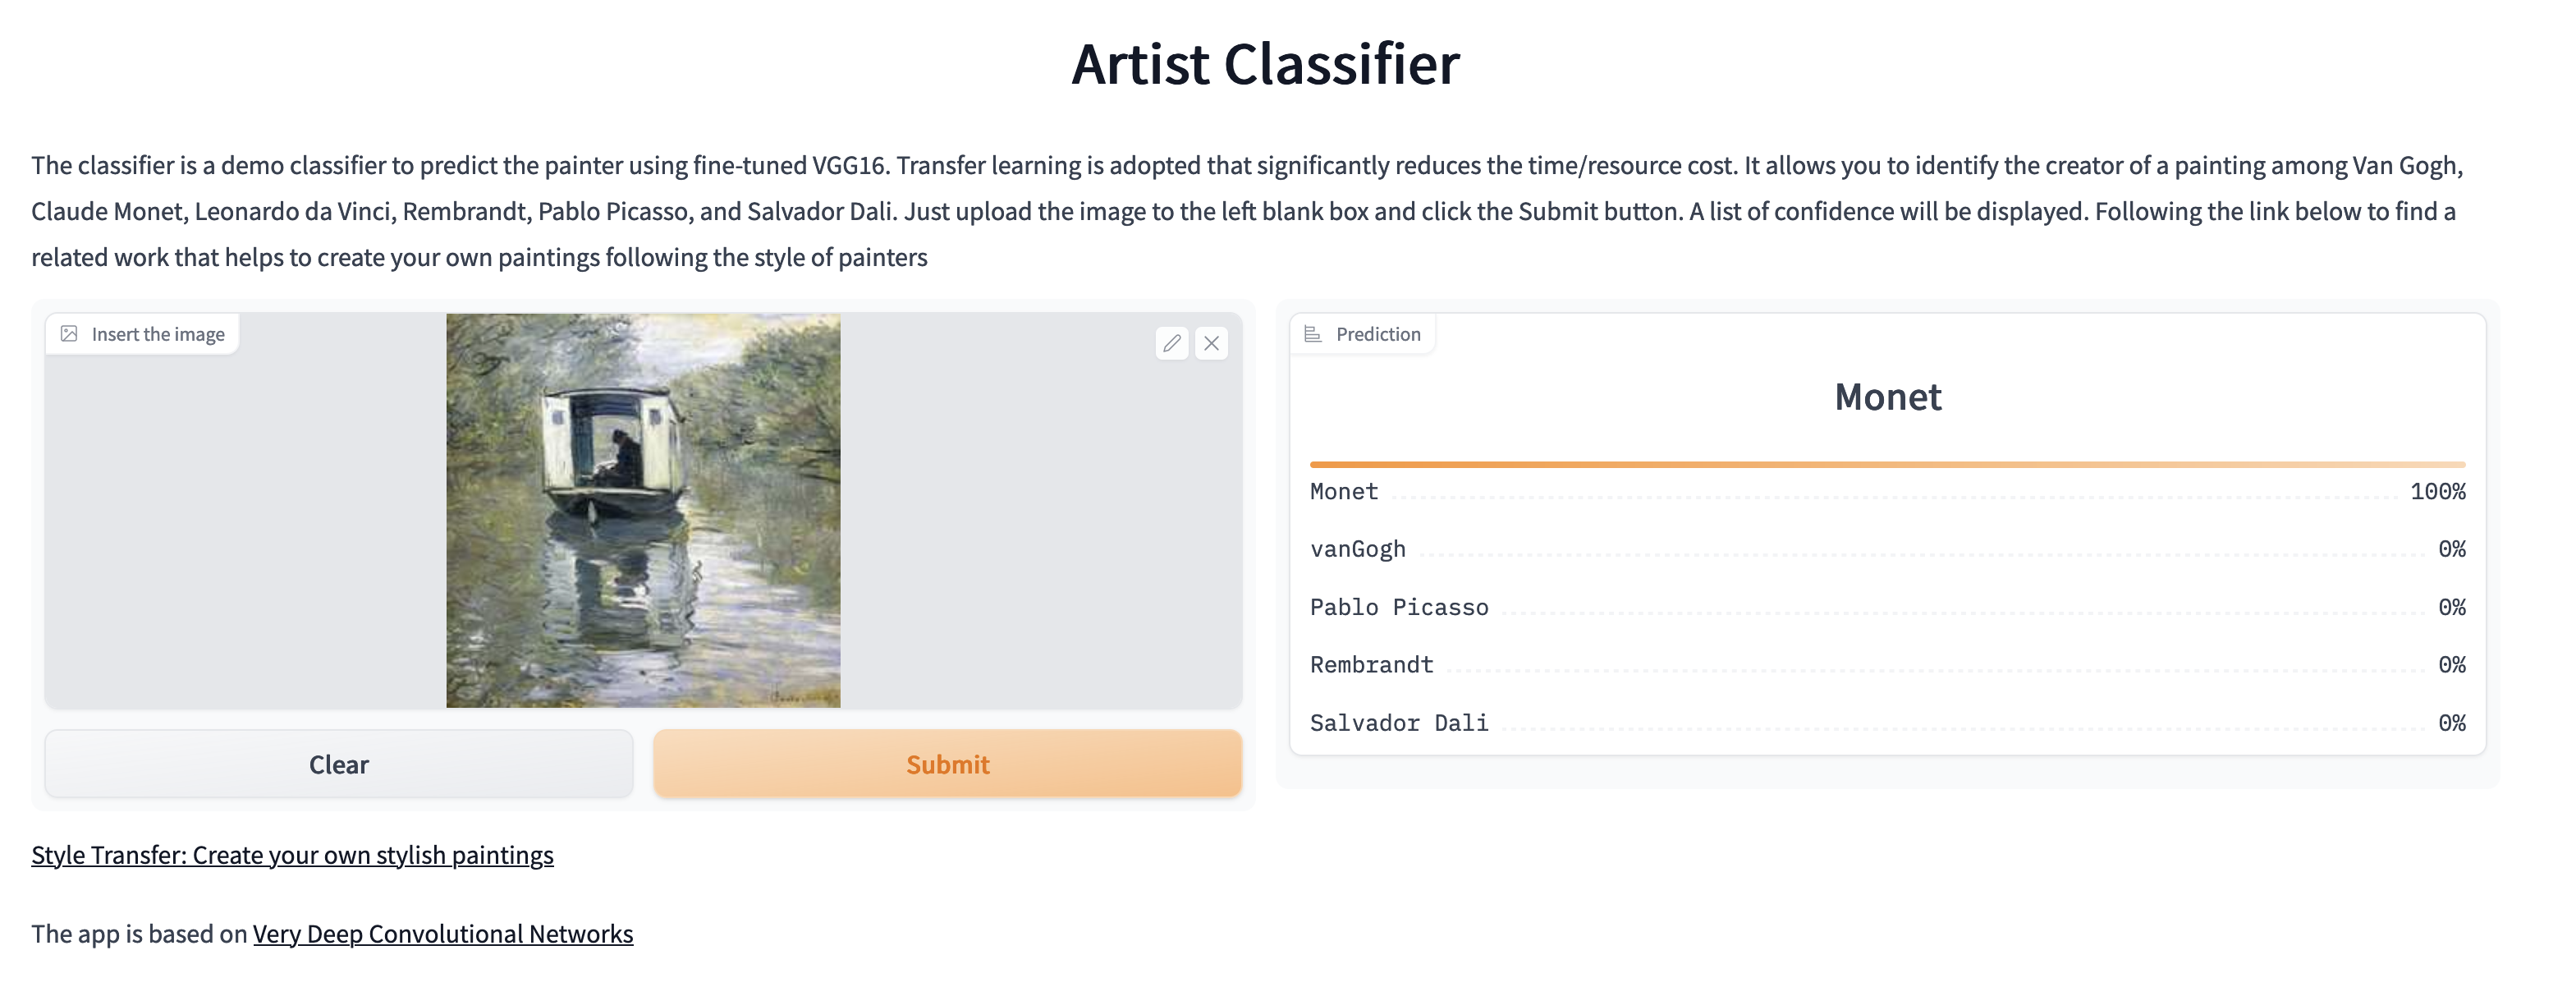 Artist Classifier
The classifier is a demo classifier to predict the painter using fine-tuned VGG16. Transfer learning is adopted that significantly reduces the time/resource cost. It allows you to identify the creator of a painting among Van Gogh,
Claude Monet, Leonardo da Vinci, Rembrandt, Pablo Picasso, and Salvador Dali. Just upload the image to the left blank box and click the Submit button. A list of confidence will be displayed. Following the link below to find a
related work that helps to create your own paintings following the style of painters
Insert the image
Clear
Submit
Prediction
Monet
Monet 100%
vanGogh 0%
Pablo Picasso 0%
Rembrandt 0%
Salvador Dali 0%
Style Transfer: Create your own stylish paintings
The app is based on Very Deep Convolutional Networks